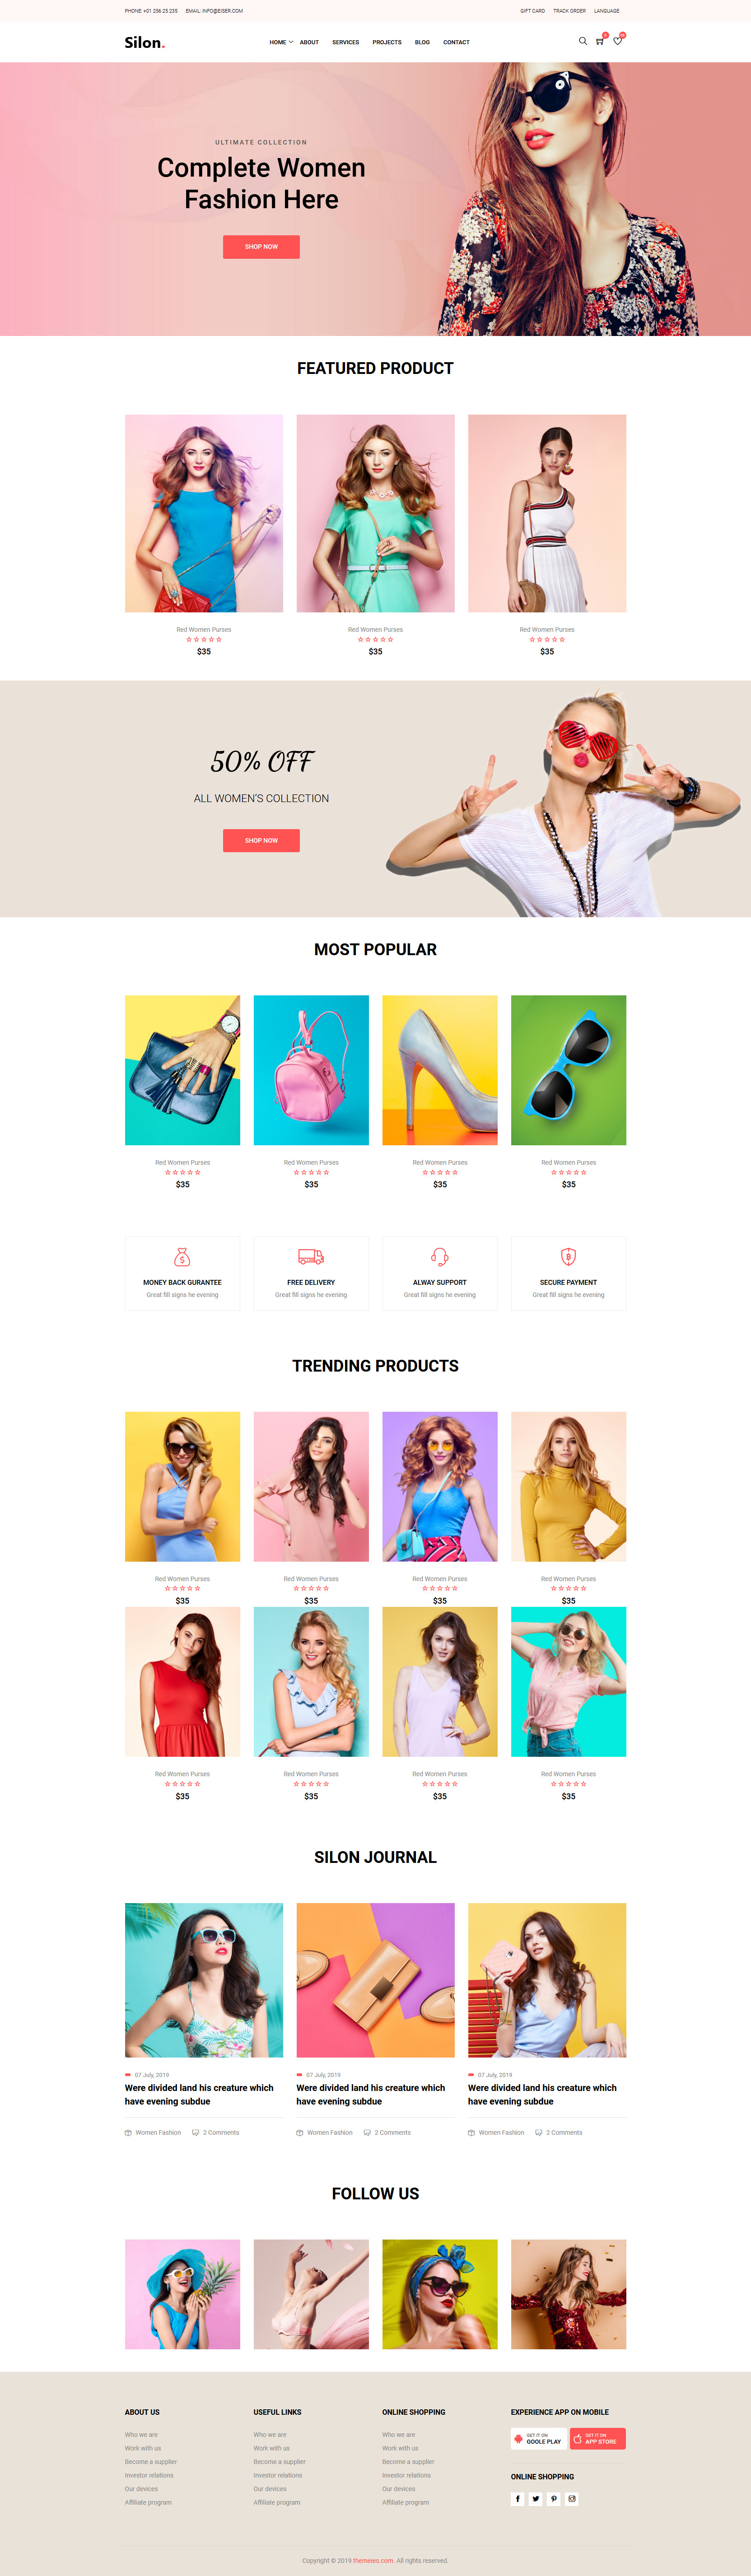 PHONE: +01 256 25 235 EMAIL: INFO@EISER.COM
GIFT CARD TRACK ORDER LANGUAGE
Silon.
HOME ABOUT SERVICES PROJECTS BLOG CONTACT
ULTIMATE COLLECTION
Complete Women
Fashion Here
SHOP NOW
FEATURED PRODUCT
Red Women Purses Red Women Purses Red Women Purses
$35 $35 $35
50% OFF
ALL WOMEN'S COLLECTION
SHOP NOW
MOST POPULAR
Red Women Purses Red Women Purses Red Women Purses Red Women Purses
$35 $35 $35 $35
MONEY BACK GURANTEE FREE DELIVERY ALWAY SUPPORT SECURE PAYMENT
Great fill signs he evening Great fill signs he evening Great fill signs he evening Great fill signs he evening
TRENDING PRODUCTS
Red Women Purses Red Women Purses Red Women Purses Red Women Purses
$35 $35 $35 $35
Red Women Purses Red Women Purses Red Women Purses Red Women Purses
$35 $35 $35 $35
SILON JOURNAL
07 July, 2019 07 July, 2019 07 July, 2019
Were divided land his creature which Were divided land his creature which Were divided land his creature which
have evening subdue have evening subdue have evening subdue
Women Fashion 2 Comments Women Fashion 2 Comments Women Fashion 2 Comments
FOLLOW US
ABOUT US
Who we are
Work with us
Become a supplier
Investor relations
Our devices
Affiliate program
USEFUL LINKS
Who we are
Work with us
Become a supplier
Investor relations
Our devices
Affiliate program
ONLINE SHOPPING
Who we are
Work with us
Become a supplier
Investor relations
Our devices
Affiliate program
EXPERIENCE APP ON MOBILE
GET IT ON
GOOLE PLAY
GET IT ON
APP STORE
ONLINE SHOPPING
Copyright © 2019 themeies.com. All rights reserved.